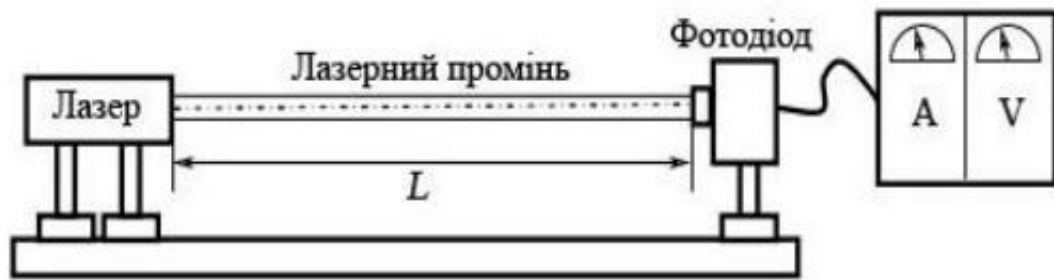 Фотодіод
Лазерний промінь
Лазер
A
V
L